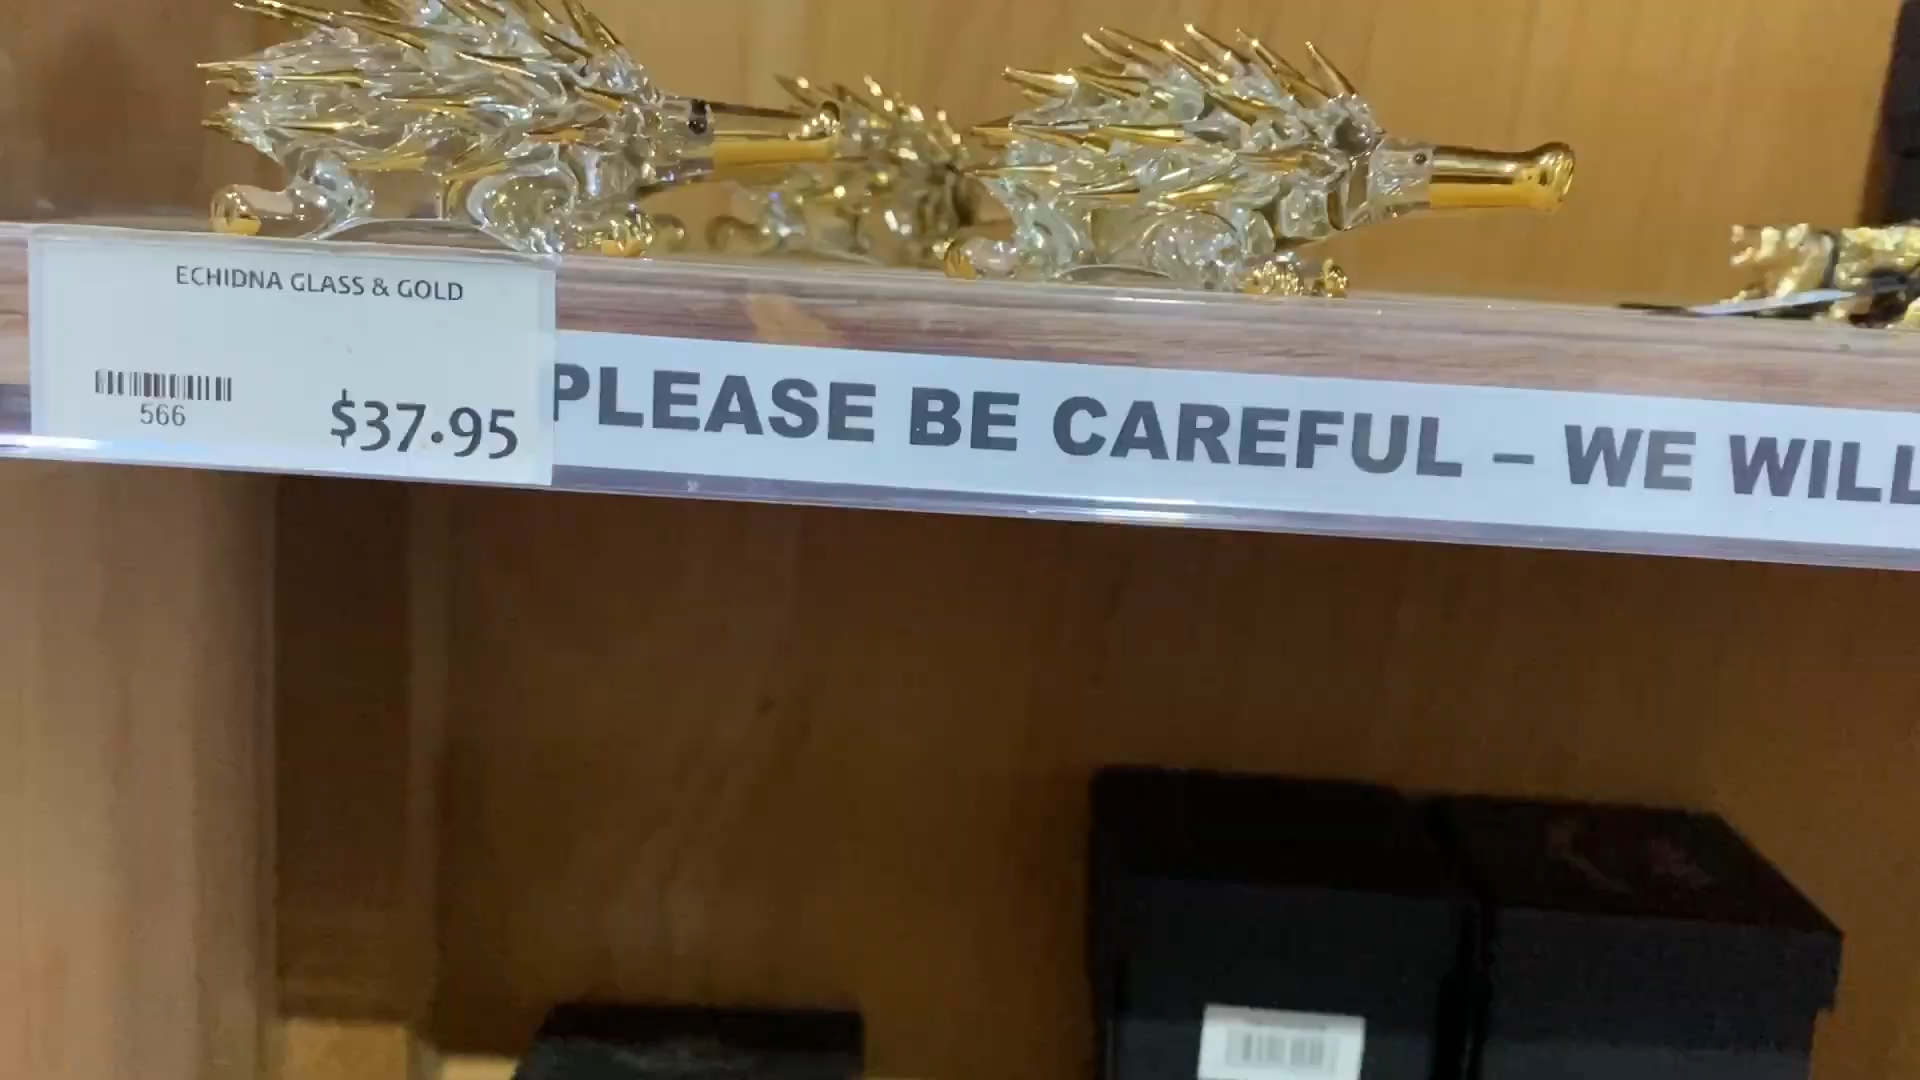 ECHIDNA GLASS & GOLD
566
$37.95
PLEASE BE CAREFUL – WE WILL